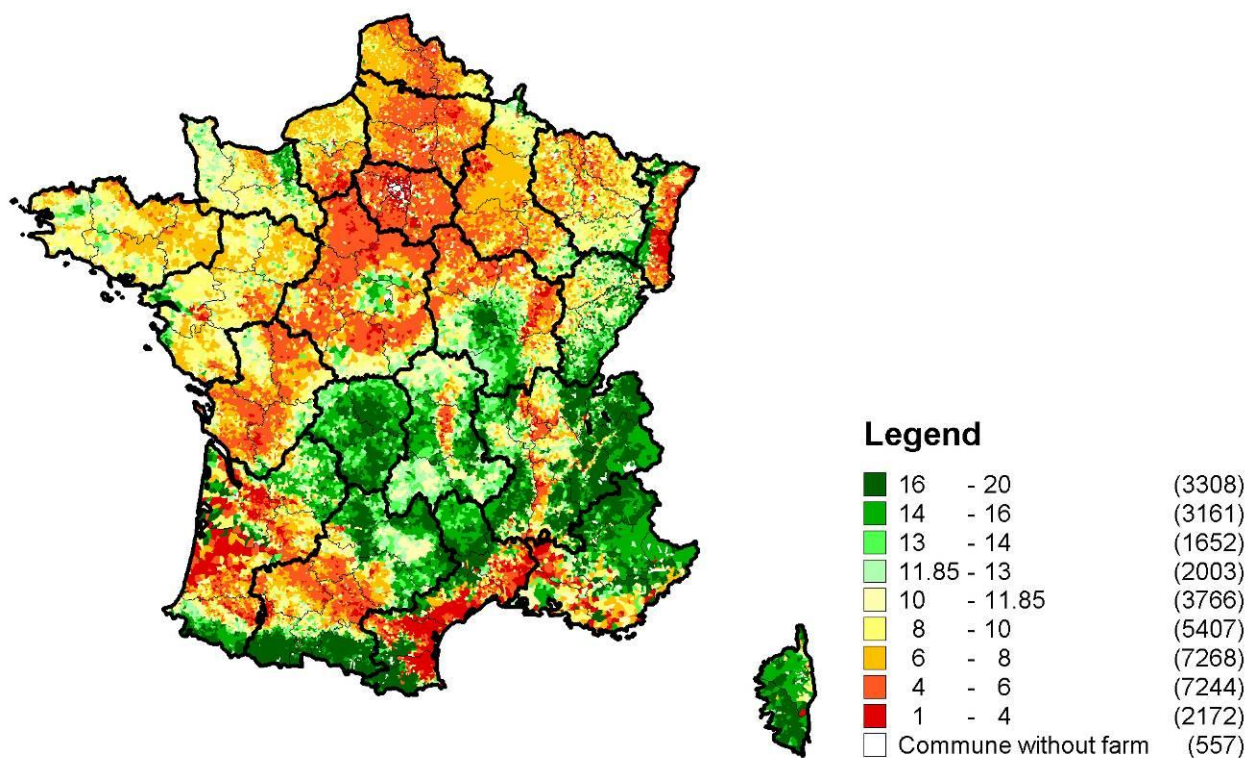 Legend
16 - 20 (3308)
14 - 16 (3161)
13 - 14 (1652)
11.85 - 13 (2003)
10 - 11.85 (3766)
8 - 10 (5407)
6 - 8 (7268)
4 - 6 (7244)
1 - 4 (2172)
Commune without farm (557)